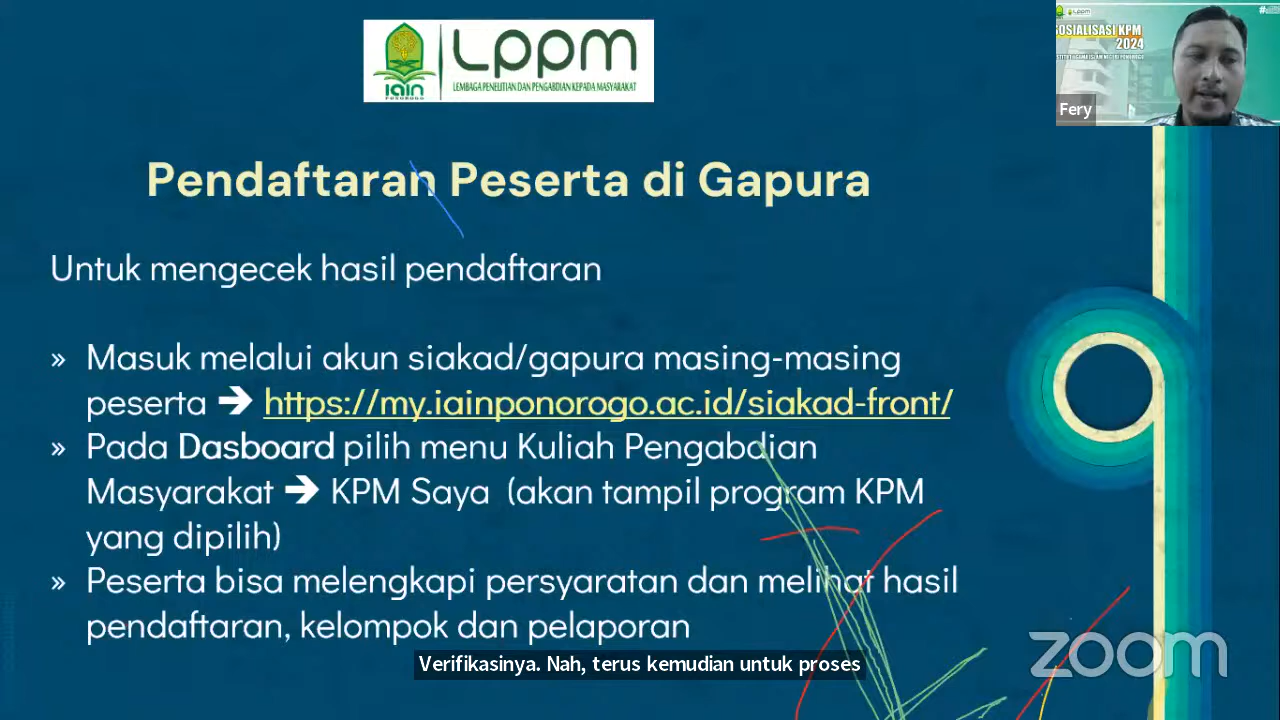 LPPM
LEMBAGA PENELITIAN DAN PENGABDIAN KEPADA MASYARAKAT
iain
PONOROGO
SOSIALISASI KPM
2024
Fery
Pendaftaran Peserta di Gapura
Untuk mengecek hasil pendaftaran
» Masuk melalui akun siakad/gapura masing-masing
peserta ➔ https://my.iainponorogo.ac.id/siakad-front/
» Pada Dasboard pilih menu Kuliah Pengabdian
Masyarakat ➔ KPM Saya (akan tampil program KPM
yang dipilih)
» Peserta bisa melengkapi persyaratan dan melihat hasil
pendaftaran, kelompok dan pelaporan
Verifikasinya. Nah, terus kemudian untuk proses
zoom